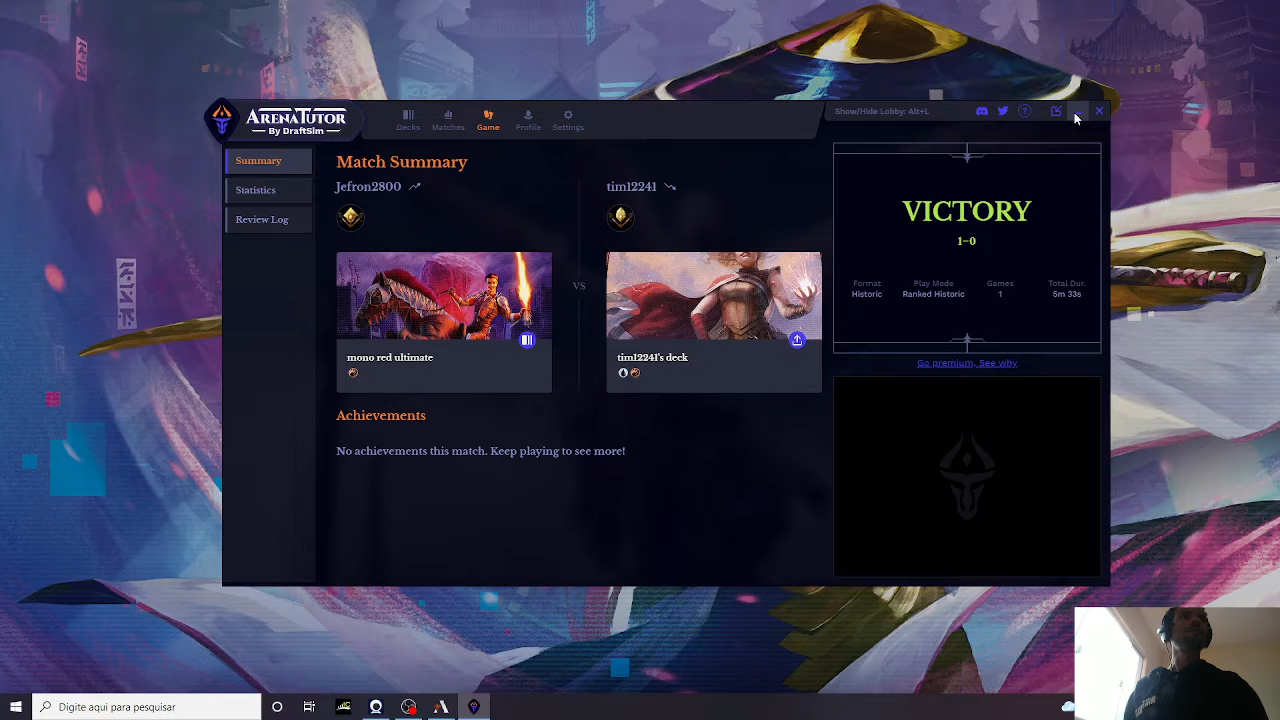 ARENATUTOR
By DRAFTSIM
Decks
Matches
Game
Profile
Settings
Show/Hide Lobby: Alt+L
Summary
Statistics
Review Log
Match Summary
Jefron2800
tim12241
VS
mono red ultimate
tim12241's deck
Achievements
No achievements this match. Keep playing to see more!
VICTORY
1-0
Format
Historic
Play Mode
Ranked Historic
Games
1
Total Dur.
5m 33s
Go premium, See why
Digite aqui para pesquisar